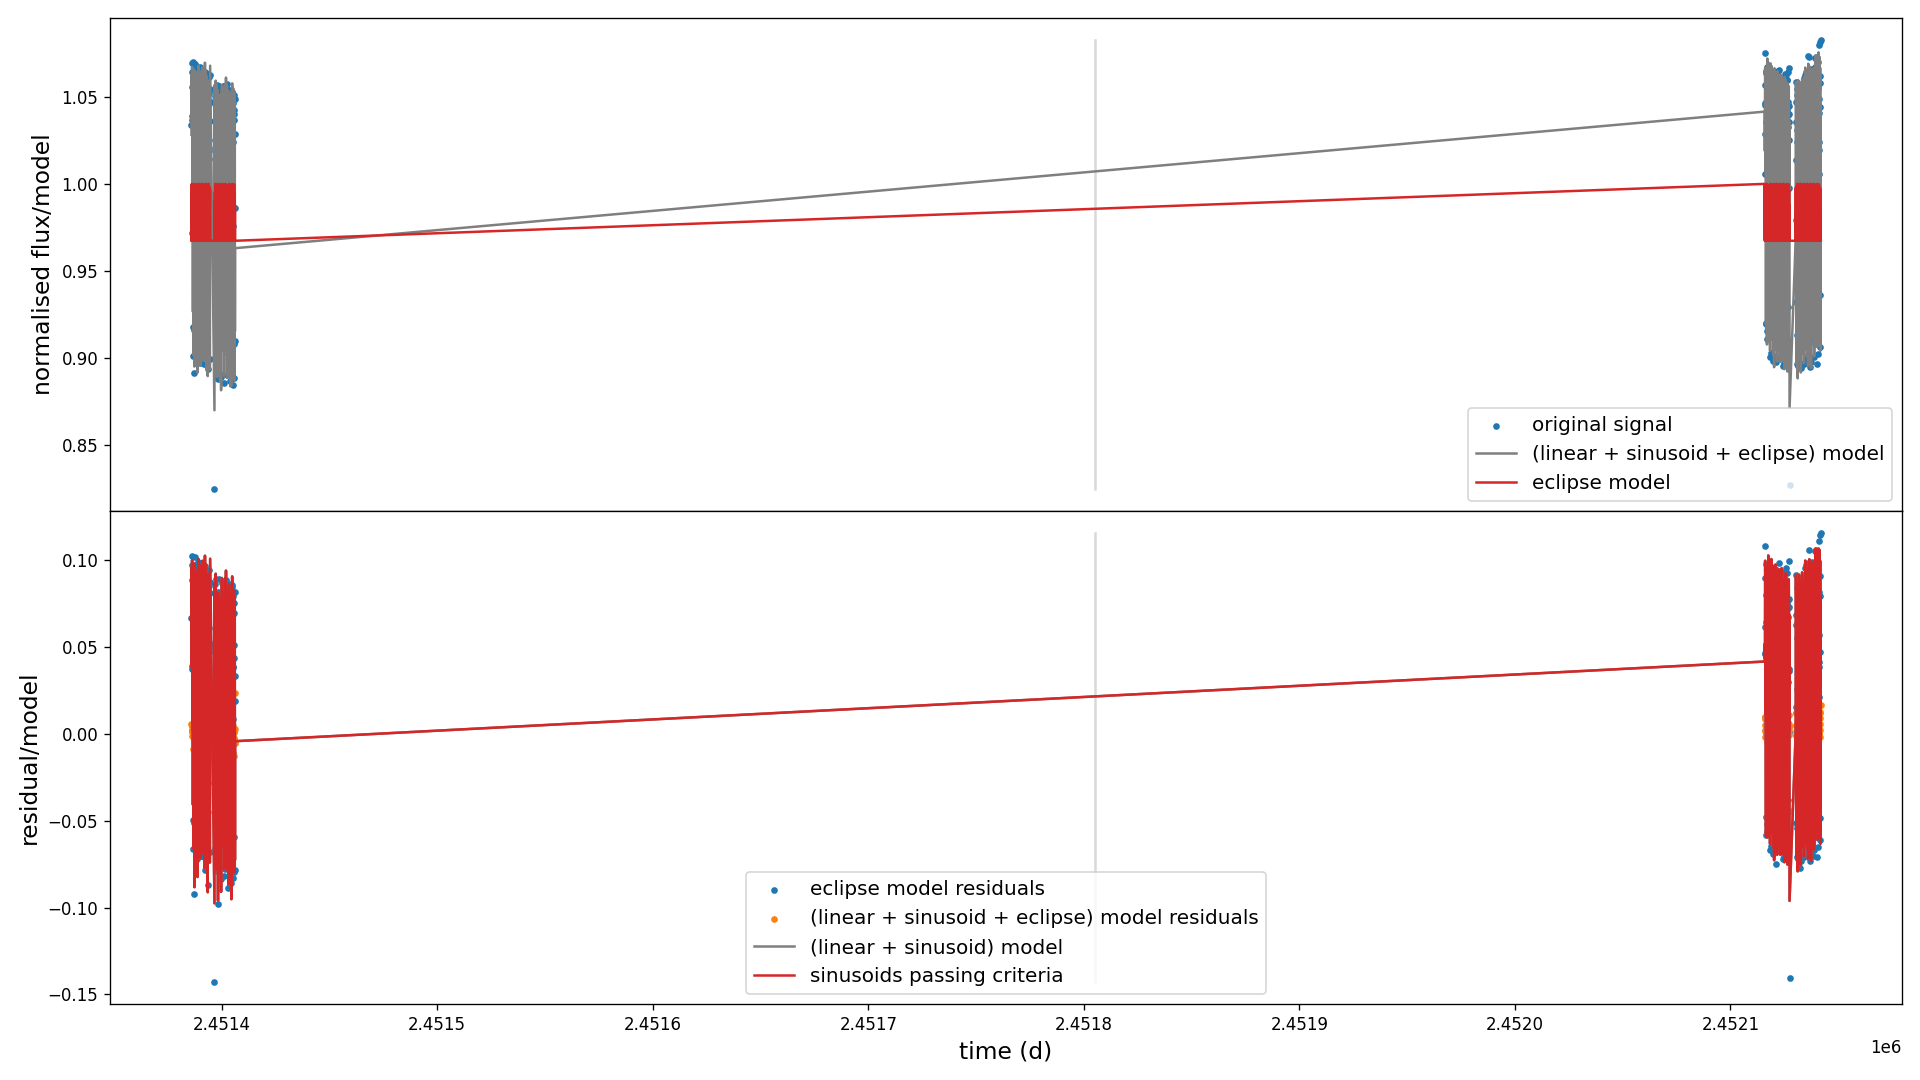 normalised flux/model
1.05
1.00
0.95
0.90
0.85
original signal
(linear + sinusoid + eclipse) model
eclipse model
residual/model
0.10
0.05
0.00
−0.05
−0.10
−0.15
eclipse model residuals
(linear + sinusoid + eclipse) model residuals
(linear + sinusoid) model
sinusoids passing criteria
2.4514 2.4515 2.4516 2.4517 2.4518 2.4519 2.4520 2.4521
1e6
time (d)